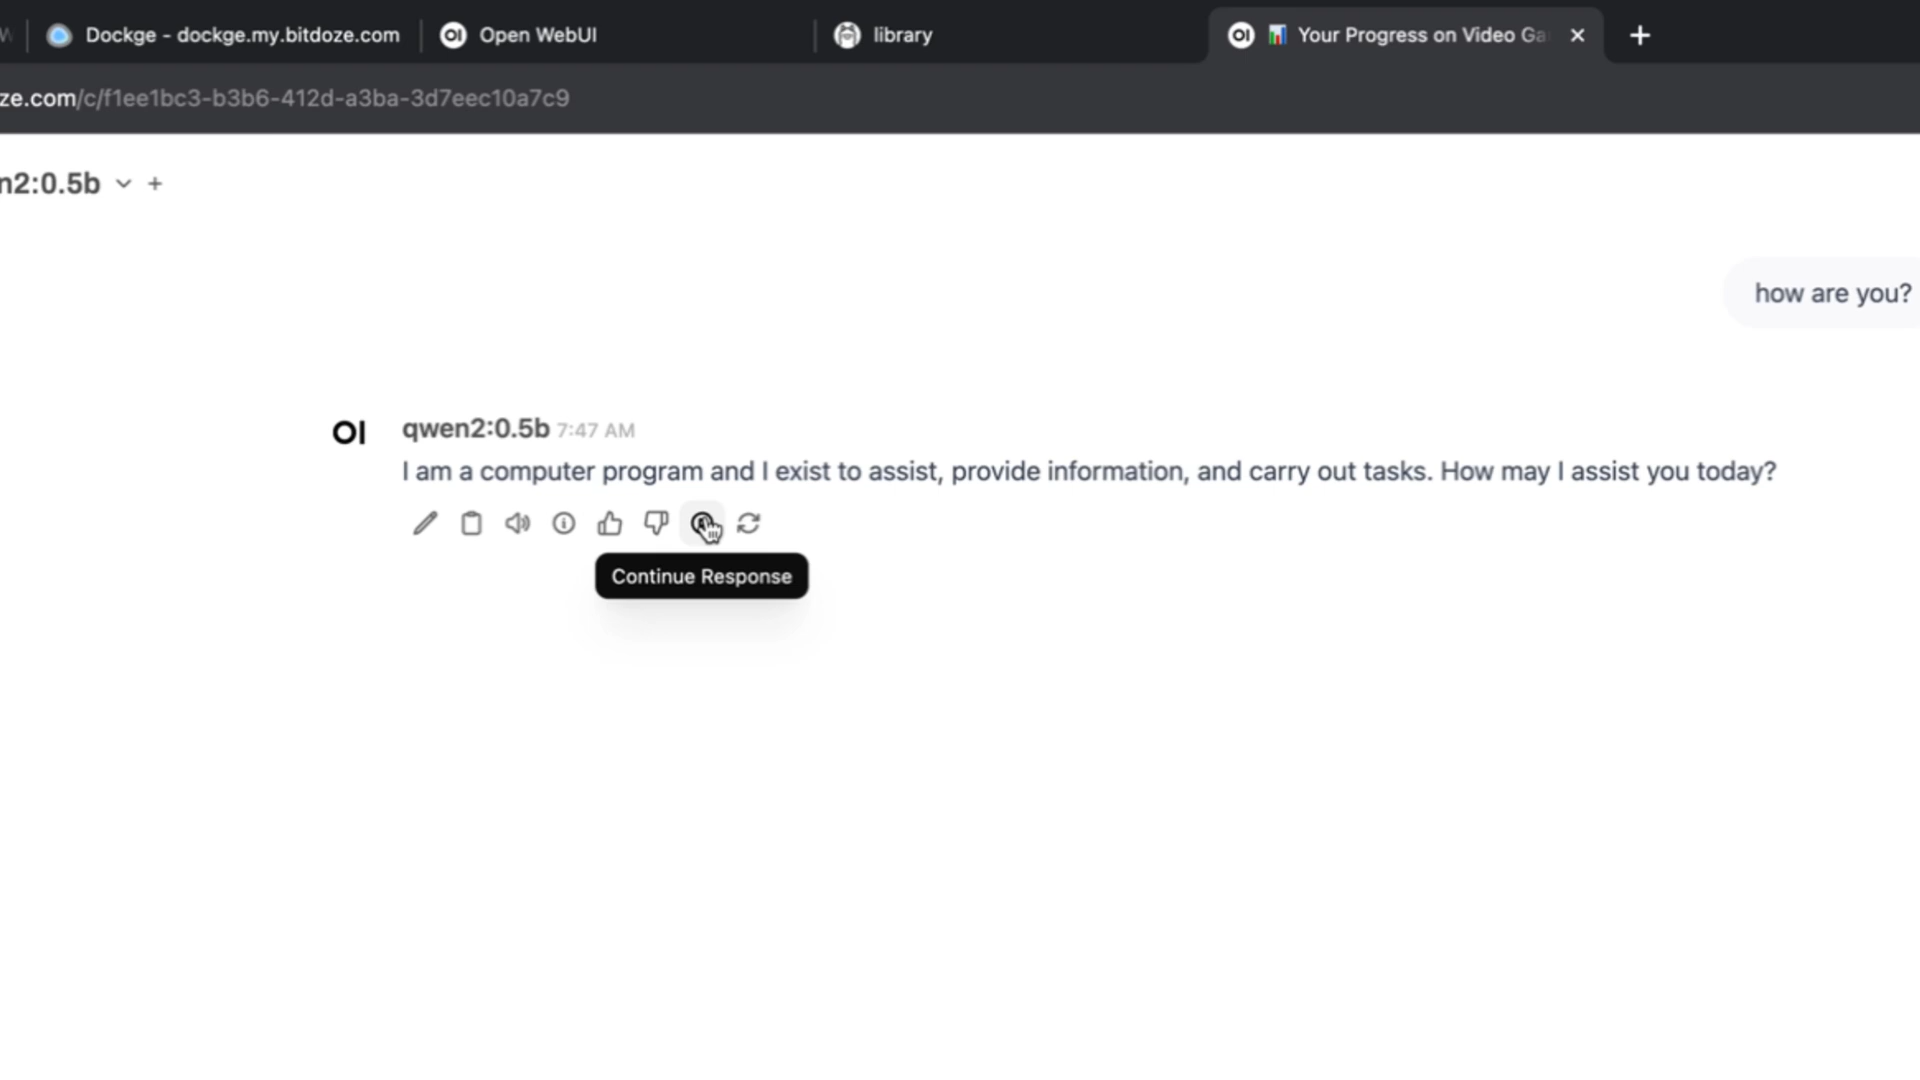 Dockge - dockge.my.bitdoze.com
Open WebUI
library
Your Progress on Video Ga
ze.com/c/f1ee1bc3-b3b6-412d-a3ba-3d7eec10a7c9
n2:0.5b
how are you?
OI qwen2:0.5b 7:47 AM
I am a computer program and I exist to assist, provide information, and carry out tasks. How may I assist you today?
Continue Response